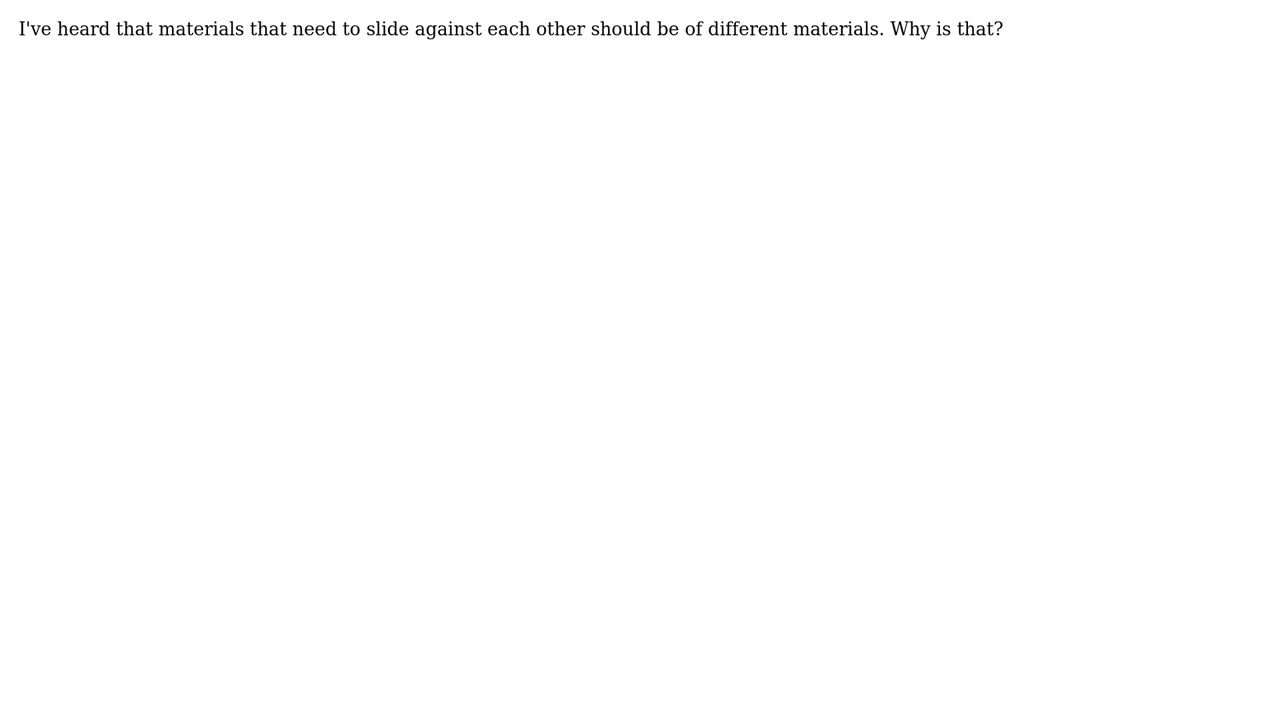 I've heard that materials that need to slide against each other should be of different materials. Why is that?